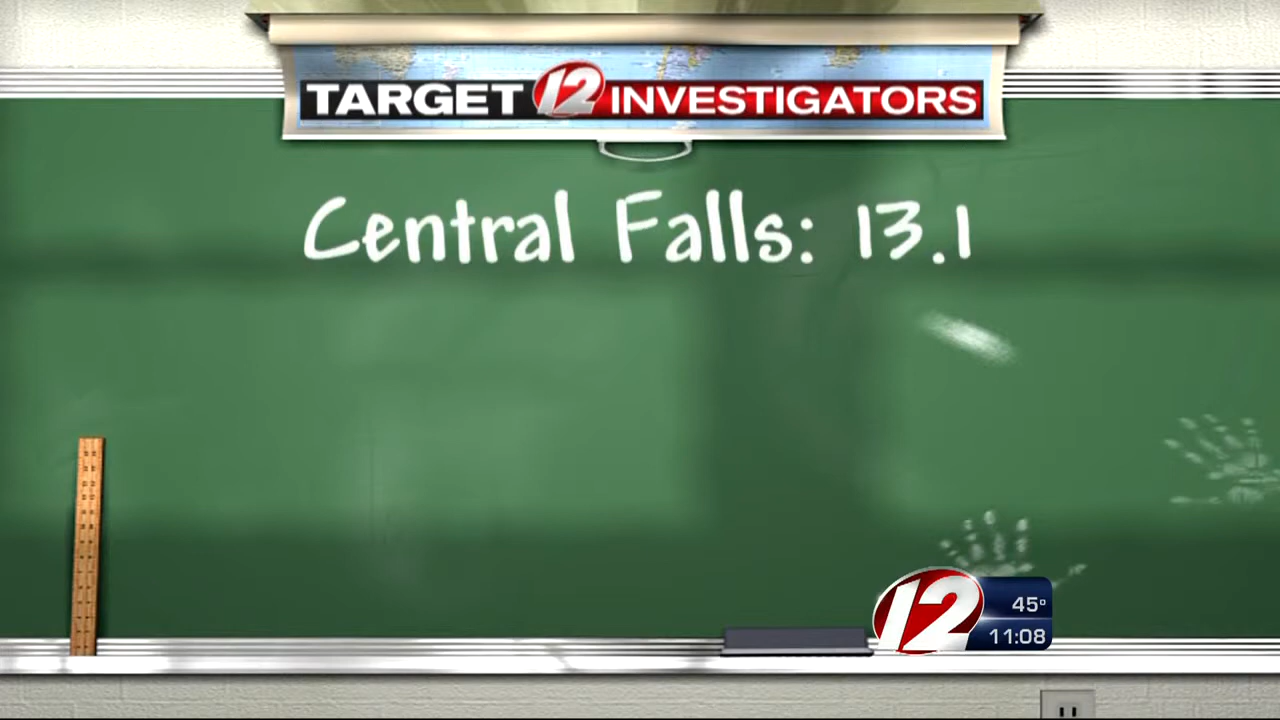 TARGET 12 INVESTIGATORS
Central Falls: 13.1
12
45°
11:08